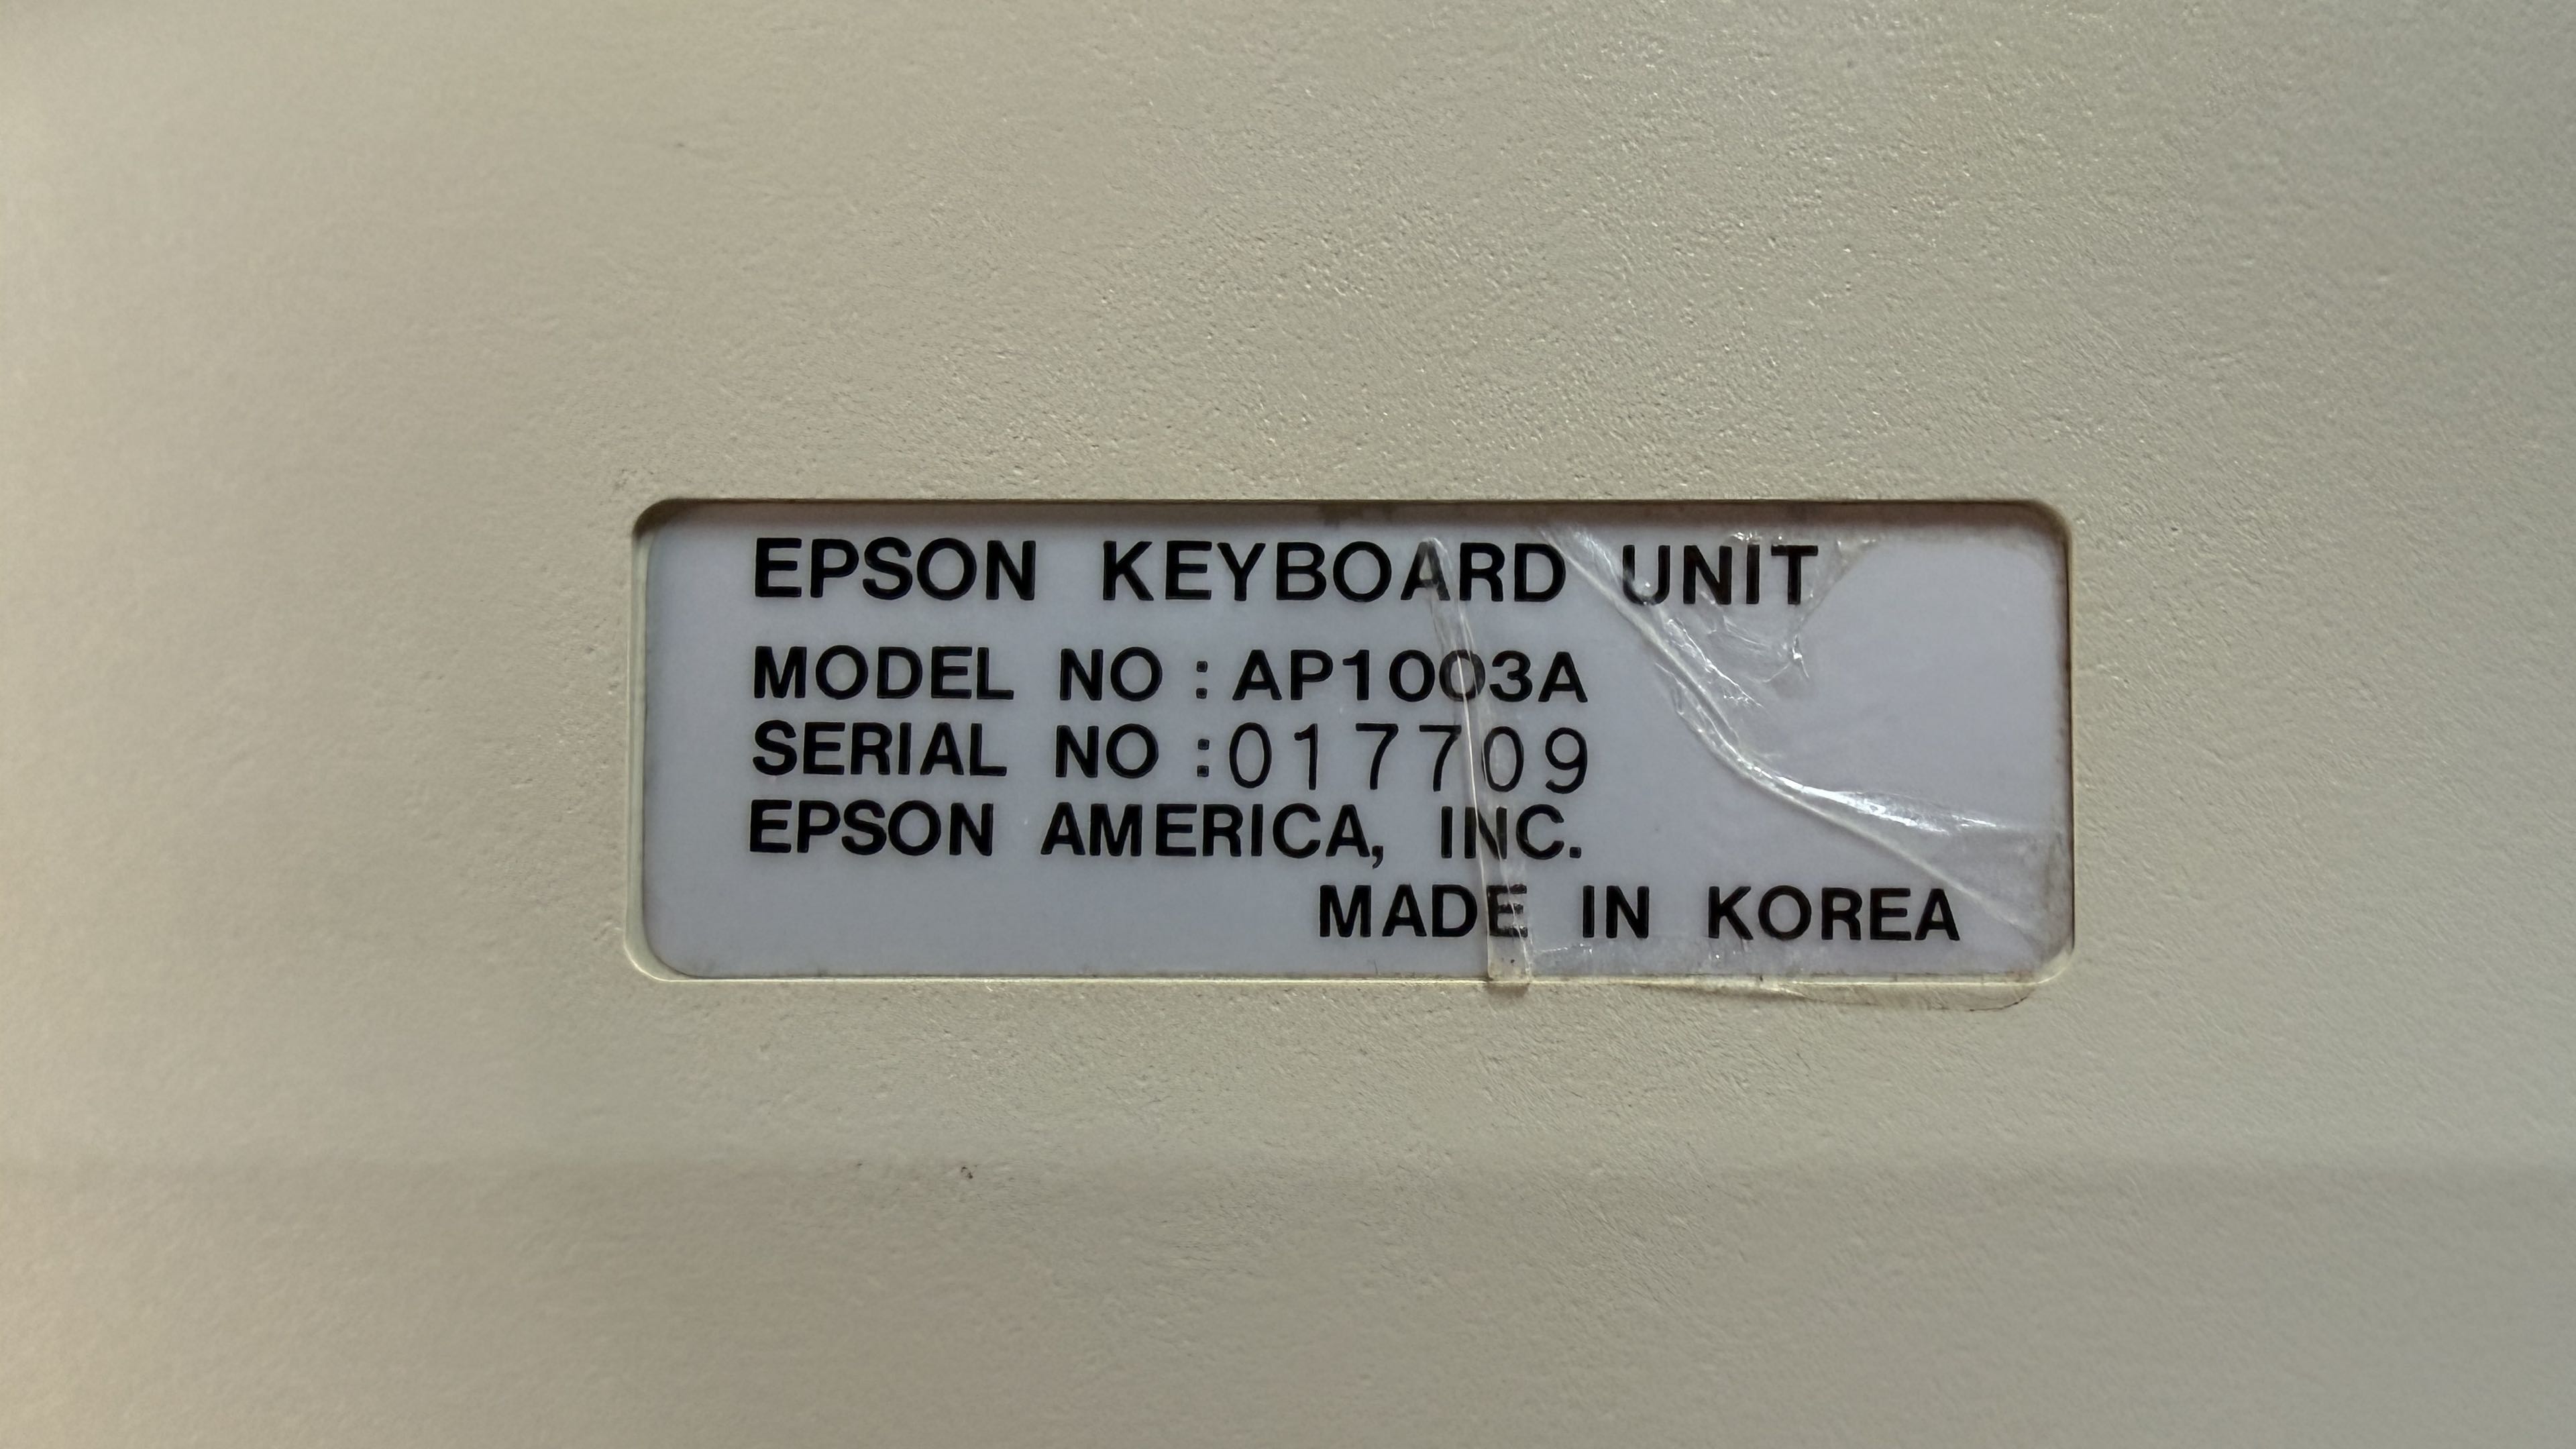 EPSON KEYBOARD UNIT
MODEL NO : AP1003A
SERIAL NO : 017709
EPSON AMERICA, INC.
MADE IN KOREA